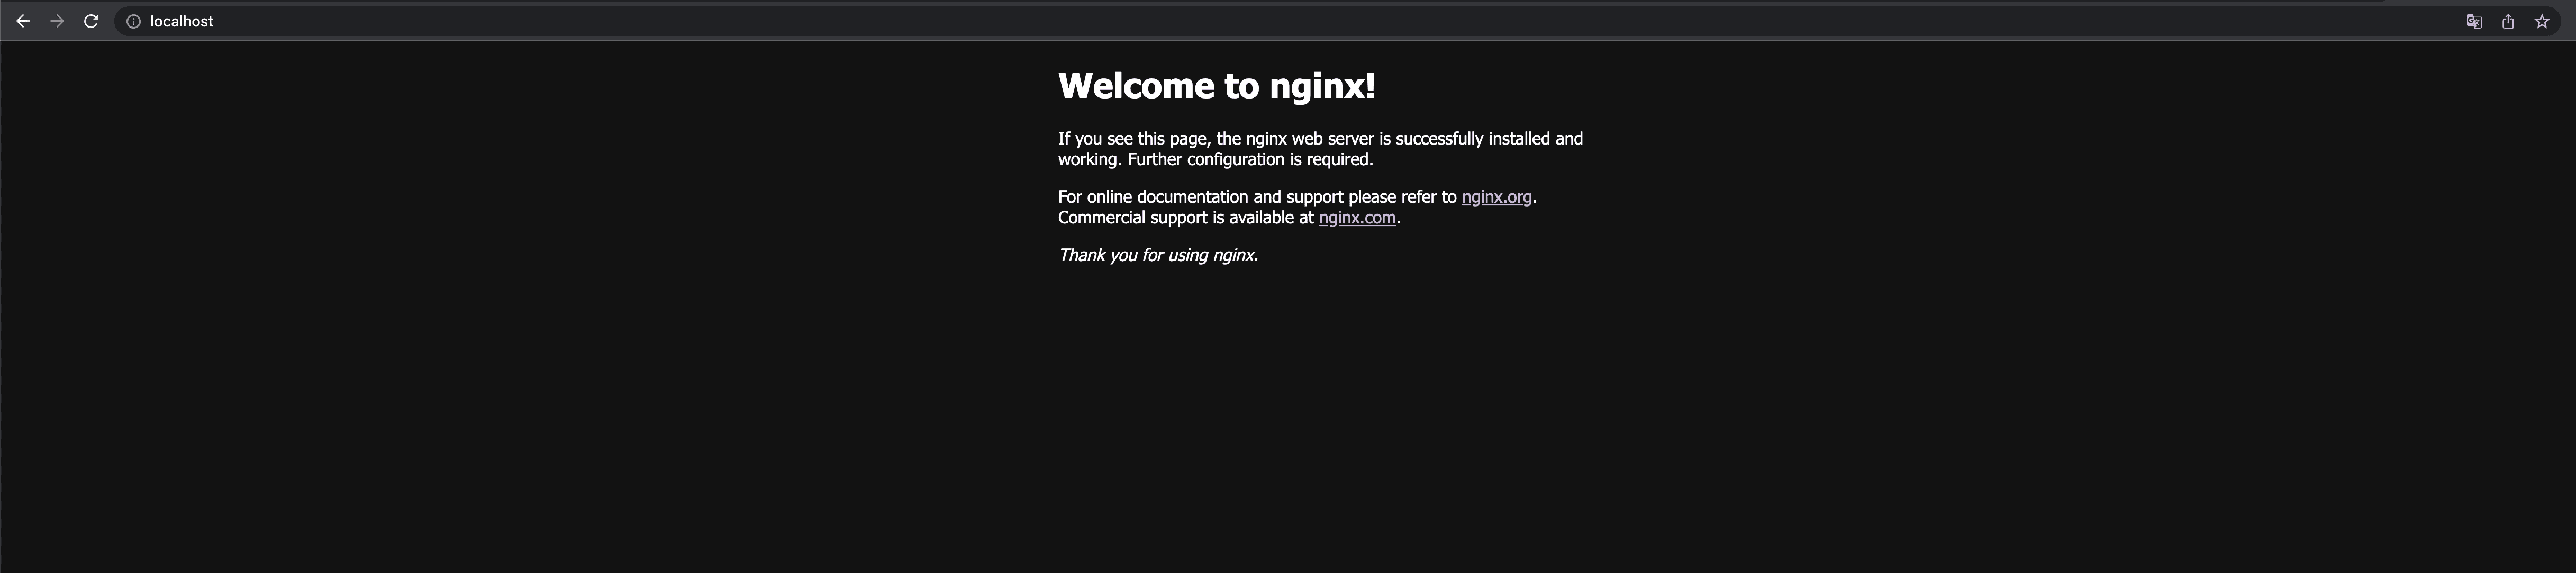 localhost
Welcome to nginx!
If you see this page, the nginx web server is successfully installed and
working. Further configuration is required.
For online documentation and support please refer to nginx.org.
Commercial support is available at nginx.com.
Thank you for using nginx.